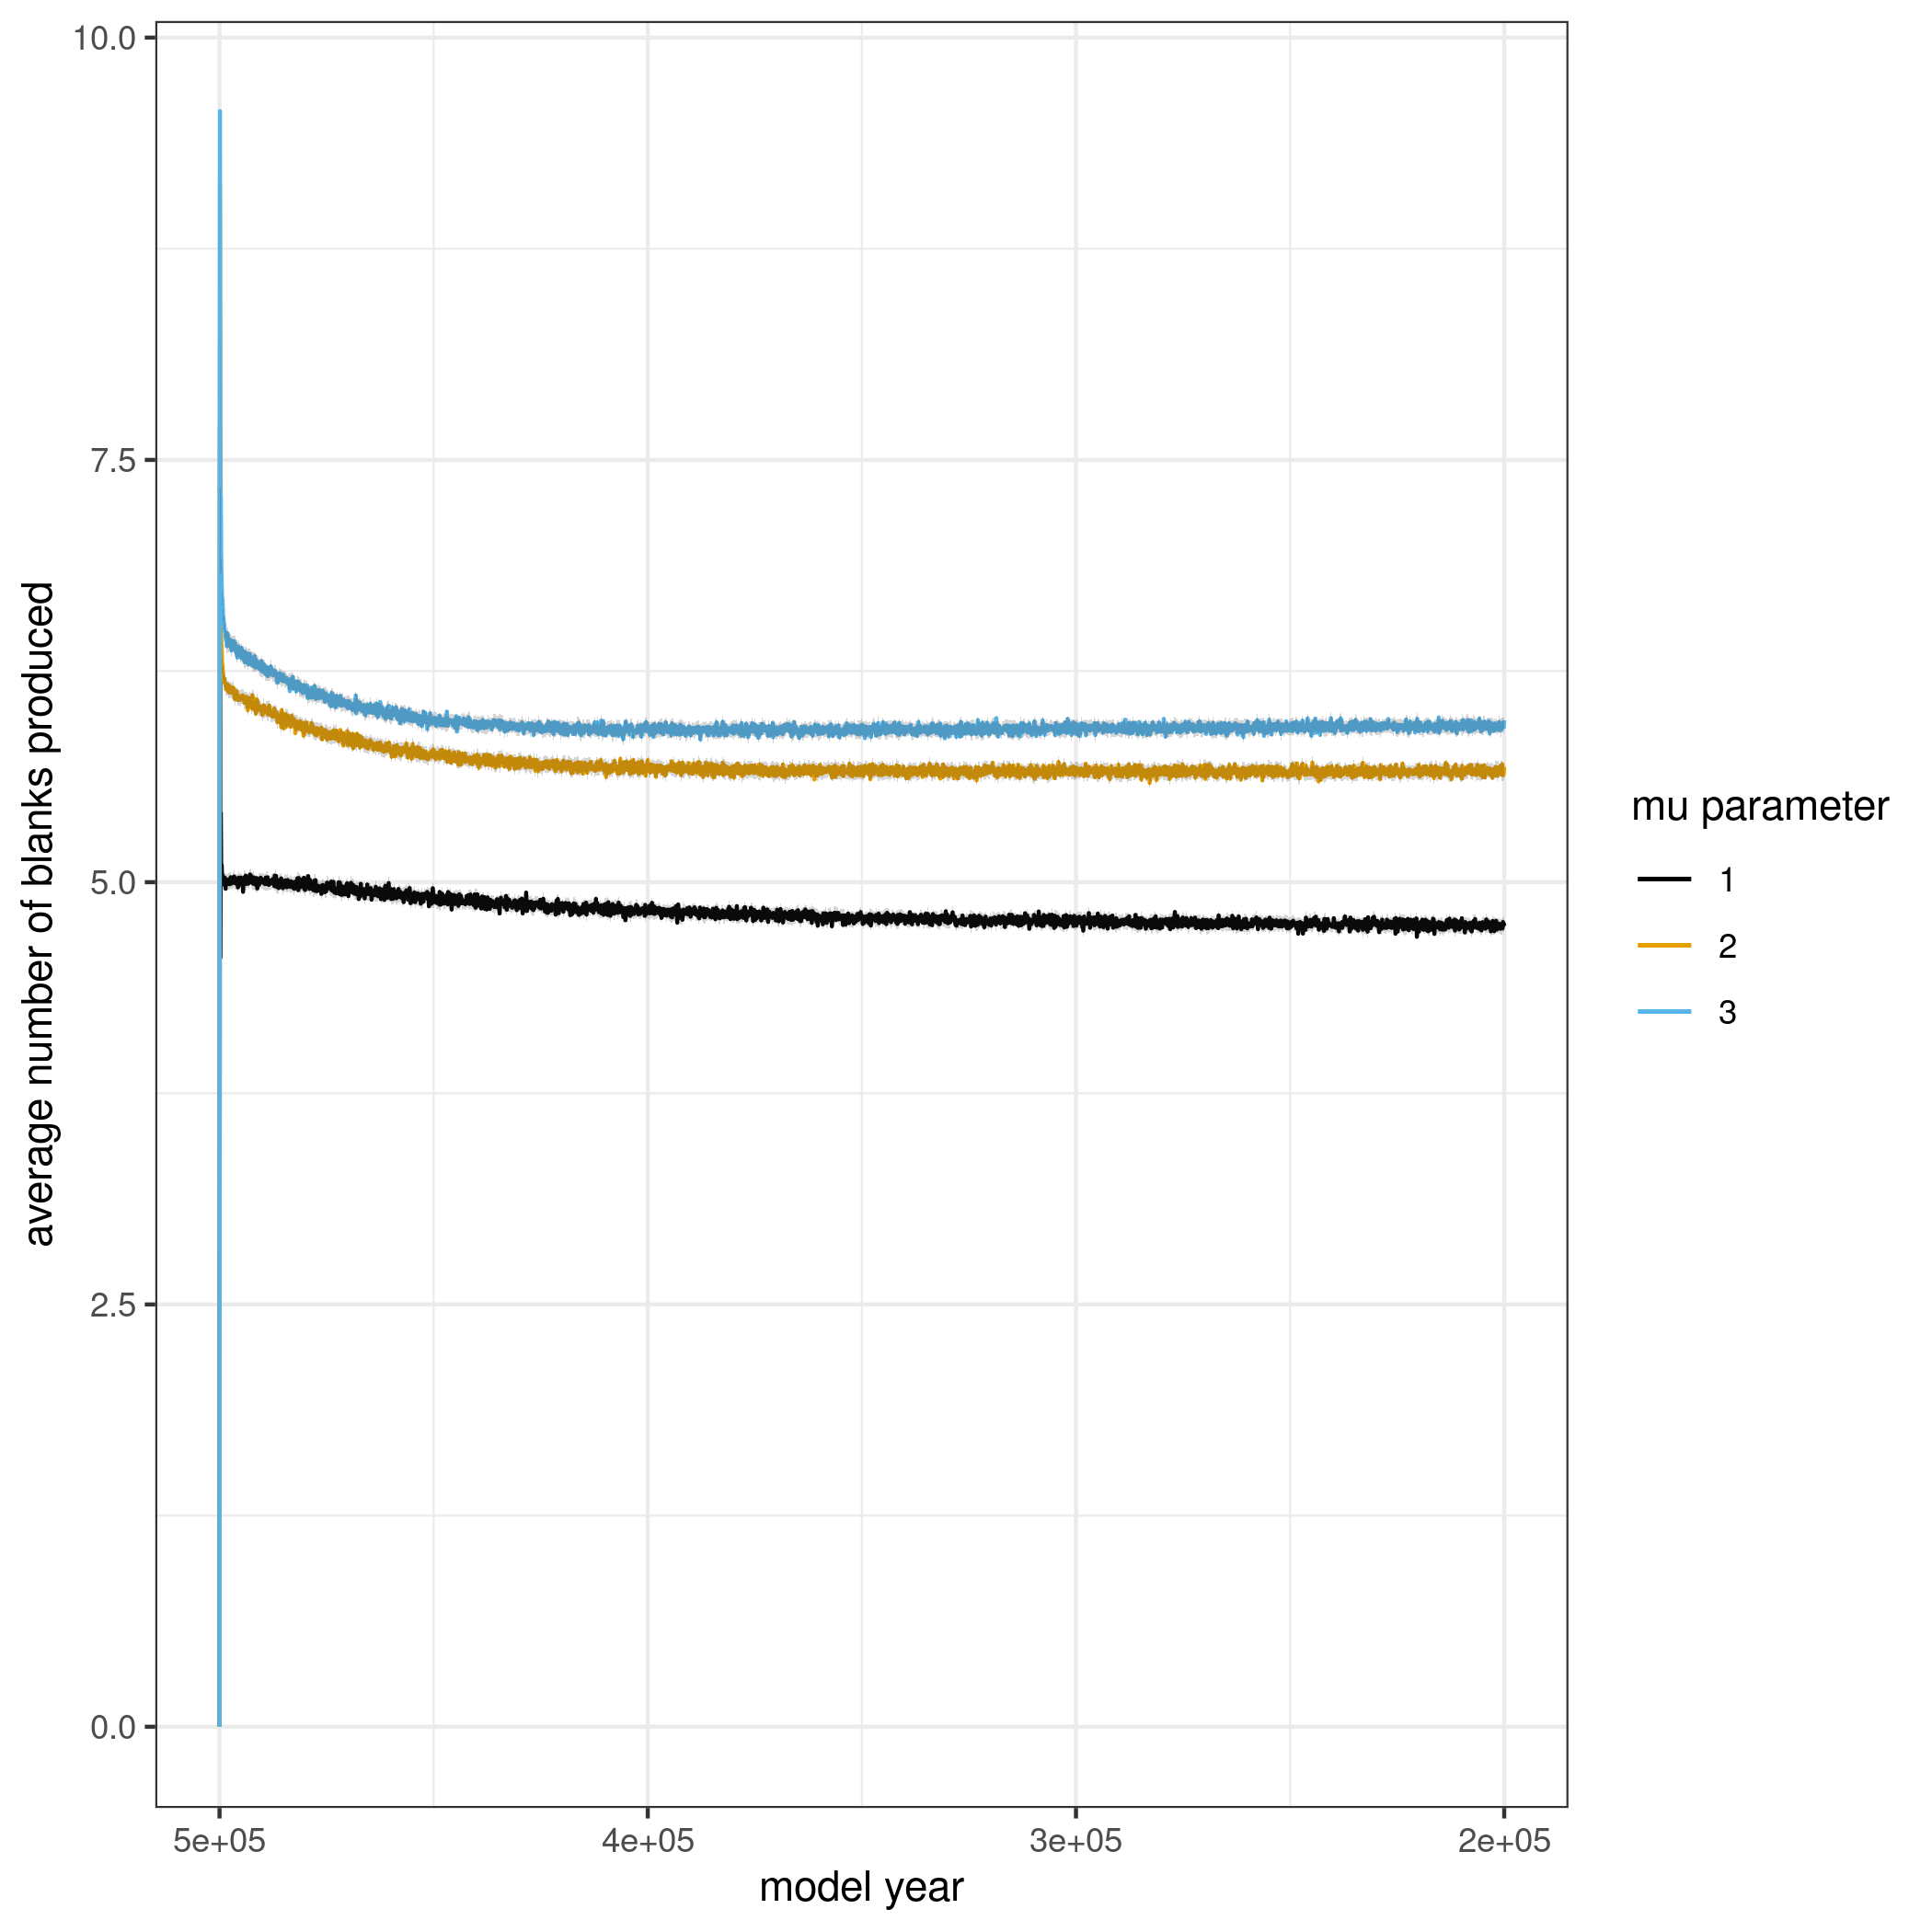 10.0
7.5
5.0
2.5
0.0
average number of blanks produced
5e+05
4e+05
3e+05
2e+05
model year
mu parameter
1
2
3